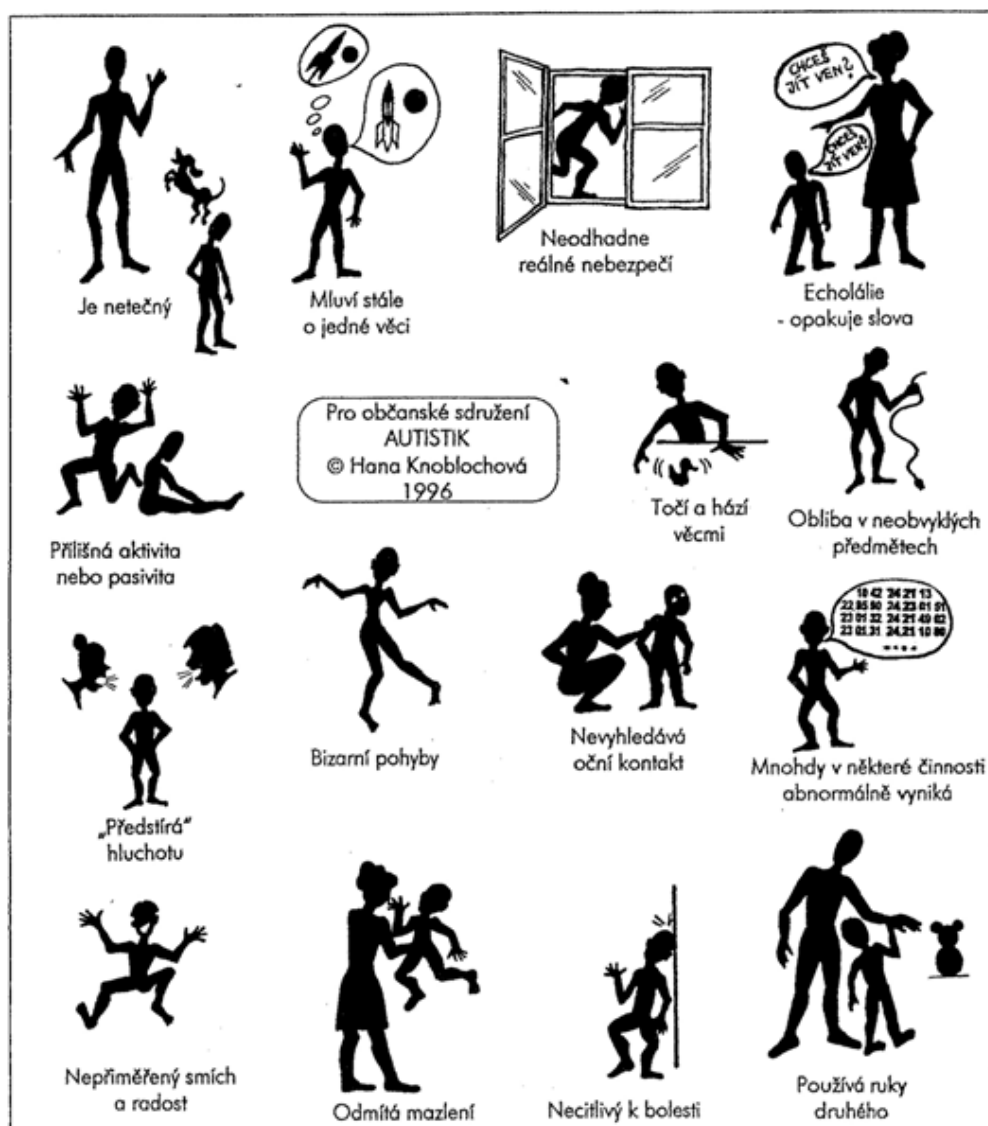 CHCEŠ
JÍT VEN?
CHCEŠ
JÍT VEN?
Je netečný
Mluví stále
o jedné věci
Neodhadne
reálné nebezpečí
Echolálie
- opakuje slova
Pro občanské sdružení
AUTISTIK
© Hana Knoblochová
1996
Přílišná aktivita
nebo pasivita
Točí a hází
věcmi
Obliba v neobvyklých
předmětech
„Předstírá“
hluchotu
Bizarní pohyby
Nevyhledává
oční kontakt
24 21 13
Mnohdy v některé činnosti
abnormálně vyniká
Nepřiměřený smích
a radost
Odmítá mazlení
Necitlivý k bolesti
Používá ruky
druhého